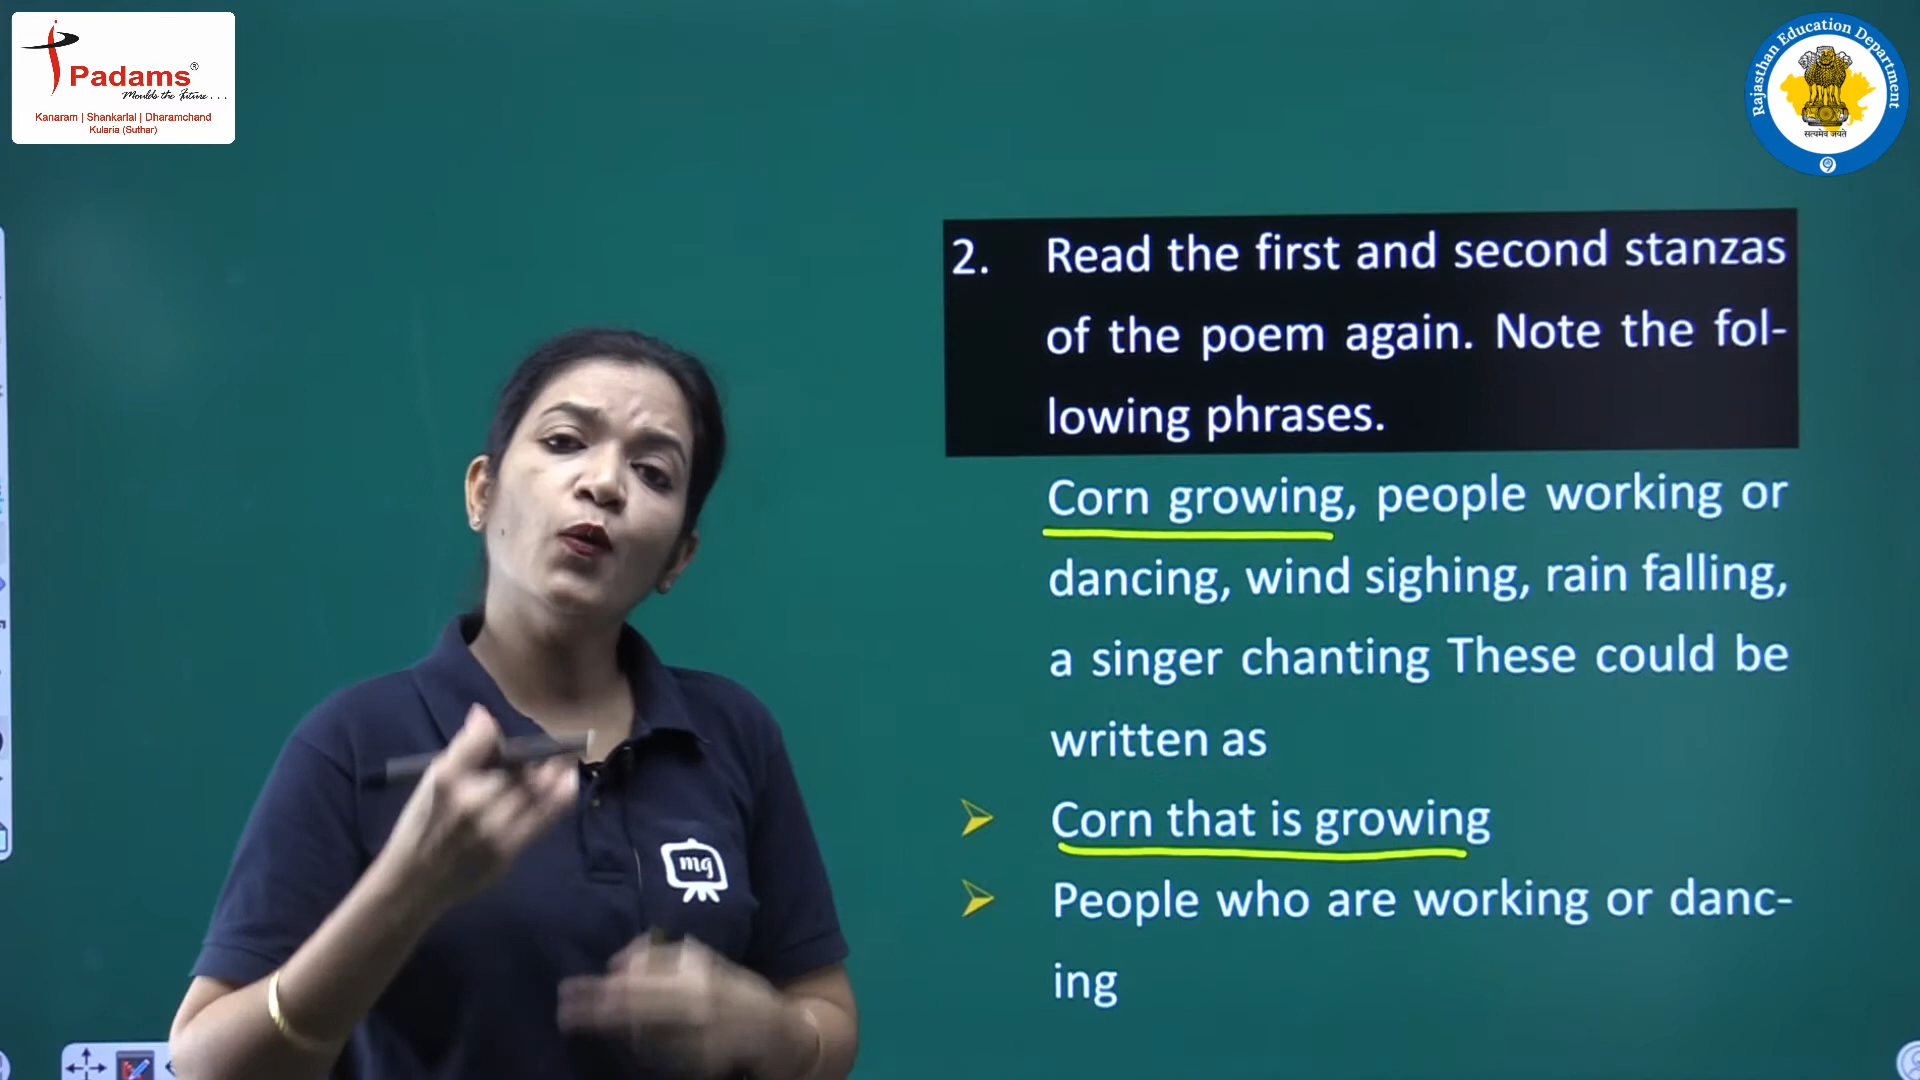 Padams®
Moulds the Future...
Kanaram | Shankarlal | Dharamchand
Kularia (Suthar)
Rajasthan Education Department
सत्यमेव जयते
2. Read the first and second stanzas
of the poem again. Note the fol-
lowing phrases.
Corn growing, people working or
dancing, wind sighing, rain falling,
a singer chanting These could be
written as
Corn that is growing
People who are working or danc-
ing
mg